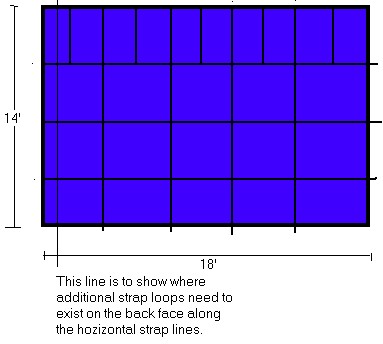 14'
18'
This line is to show where
additional strap loops need to
exist on the back face along
the hozizontal strap lines.